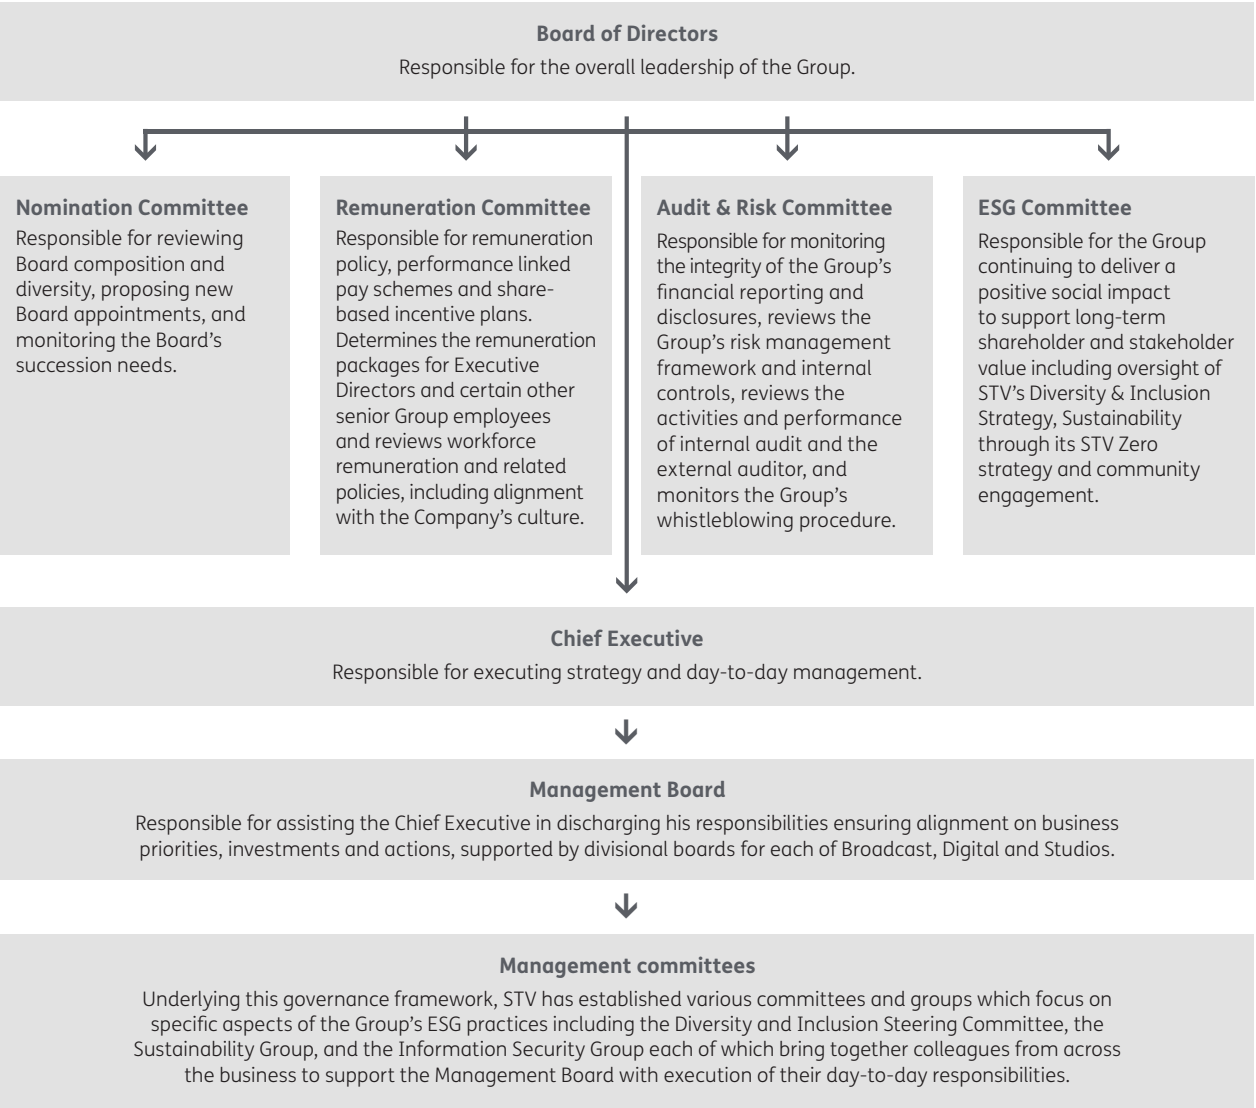 Board of Directors
Responsible for the overall leadership of the Group.
Nomination Committee
Responsible for reviewing
Board composition and
diversity, proposing new
Board appointments, and
monitoring the Board’s
succession needs.
Remuneration Committee
Responsible for remuneration
policy, performance linked
pay schemes and share-
based incentive plans.
Determines the remuneration
packages for Executive
Directors and certain other
senior Group employees
and reviews workforce
remuneration and related
policies, including alignment
with the Company’s culture.
Audit & Risk Committee
Responsible for monitoring
the integrity of the Group’s
financial reporting and
disclosures, reviews the
Group’s risk management
framework and internal
controls, reviews the
activities and performance
of internal audit and the
external auditor, and
monitors the Group’s
whistleblowing procedure.
ESG Committee
Responsible for the Group
continuing to deliver a
positive social impact
to support long-term
shareholder and stakeholder
value including oversight of
STV’s Diversity & Inclusion
Strategy, Sustainability
through its STV Zero
strategy and community
engagement.
Chief Executive
Responsible for executing strategy and day-to-day management.
Management Board
Responsible for assisting the Chief Executive in discharging his responsibilities ensuring alignment on business
priorities, investments and actions, supported by divisional boards for each of Broadcast, Digital and Studios.
Management committees
Underlying this governance framework, STV has established various committees and groups which focus on
specific aspects of the Group’s ESG practices including the Diversity and Inclusion Steering Committee, the
Sustainability Group, and the Information Security Group each of which bring together colleagues from across
the business to support the Management Board with execution of their day-to-day responsibilities.